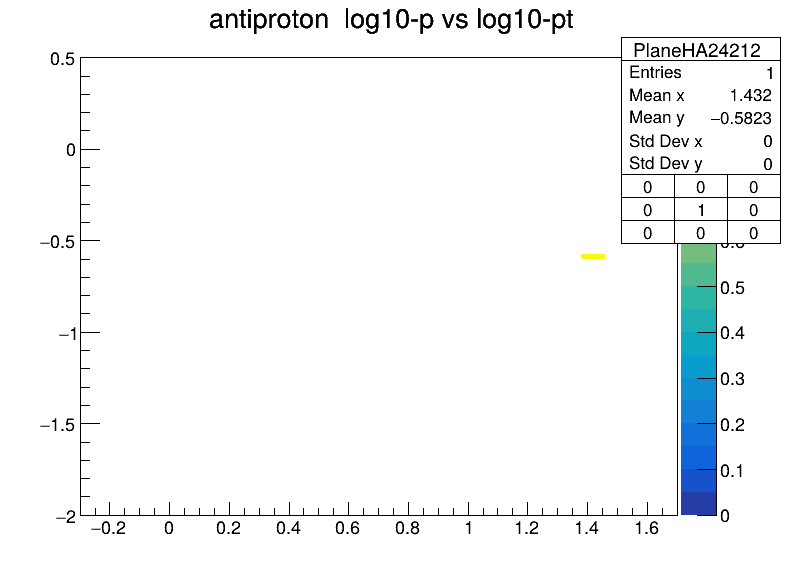 antiproton log10-p vs log10-pt
PlaneHA24212
Entries 1
Mean x 1.432
Mean y −0.5823
Std Dev x 0
Std Dev y 0
0 0 0
0 1 0
0 0 0
0.5
0
−0.5
−1
−1.5
−2
−0.2 0 0.2 0.4 0.6 0.8 1 1.2 1.4 1.6
0.5
0.4
0.3
0.2
0.1
0